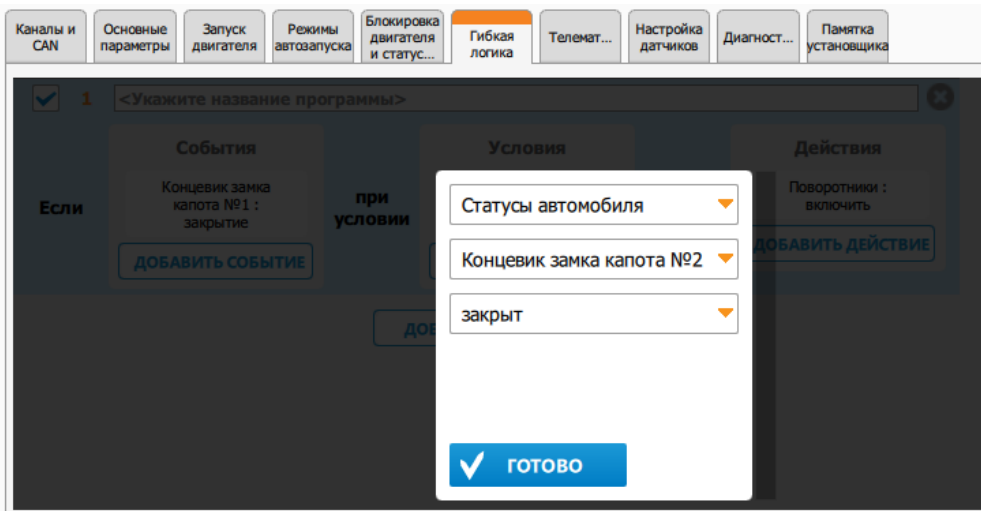 Каналы и
CAN
Основные
параметры
Запуск
двигателя
Режимы
автозапуска
Блокировка
двигателя
и статус...
Гибкая
логика
Телемат...
Настройка
датчиков
Диагност...
Памятка
установщика
1
<Укажите название программы>
События
Условия
Действия
Если
Концевик замка
капота №1 :
закрытие
при
условии
Поворотники :
включить
ДОБАВИТЬ СОБЫТИЕ
ДОБАВИТЬ ДЕЙСТВИЕ
Статусы автомобиля
Концевик замка капота №2
закрыт
ГОТОВО